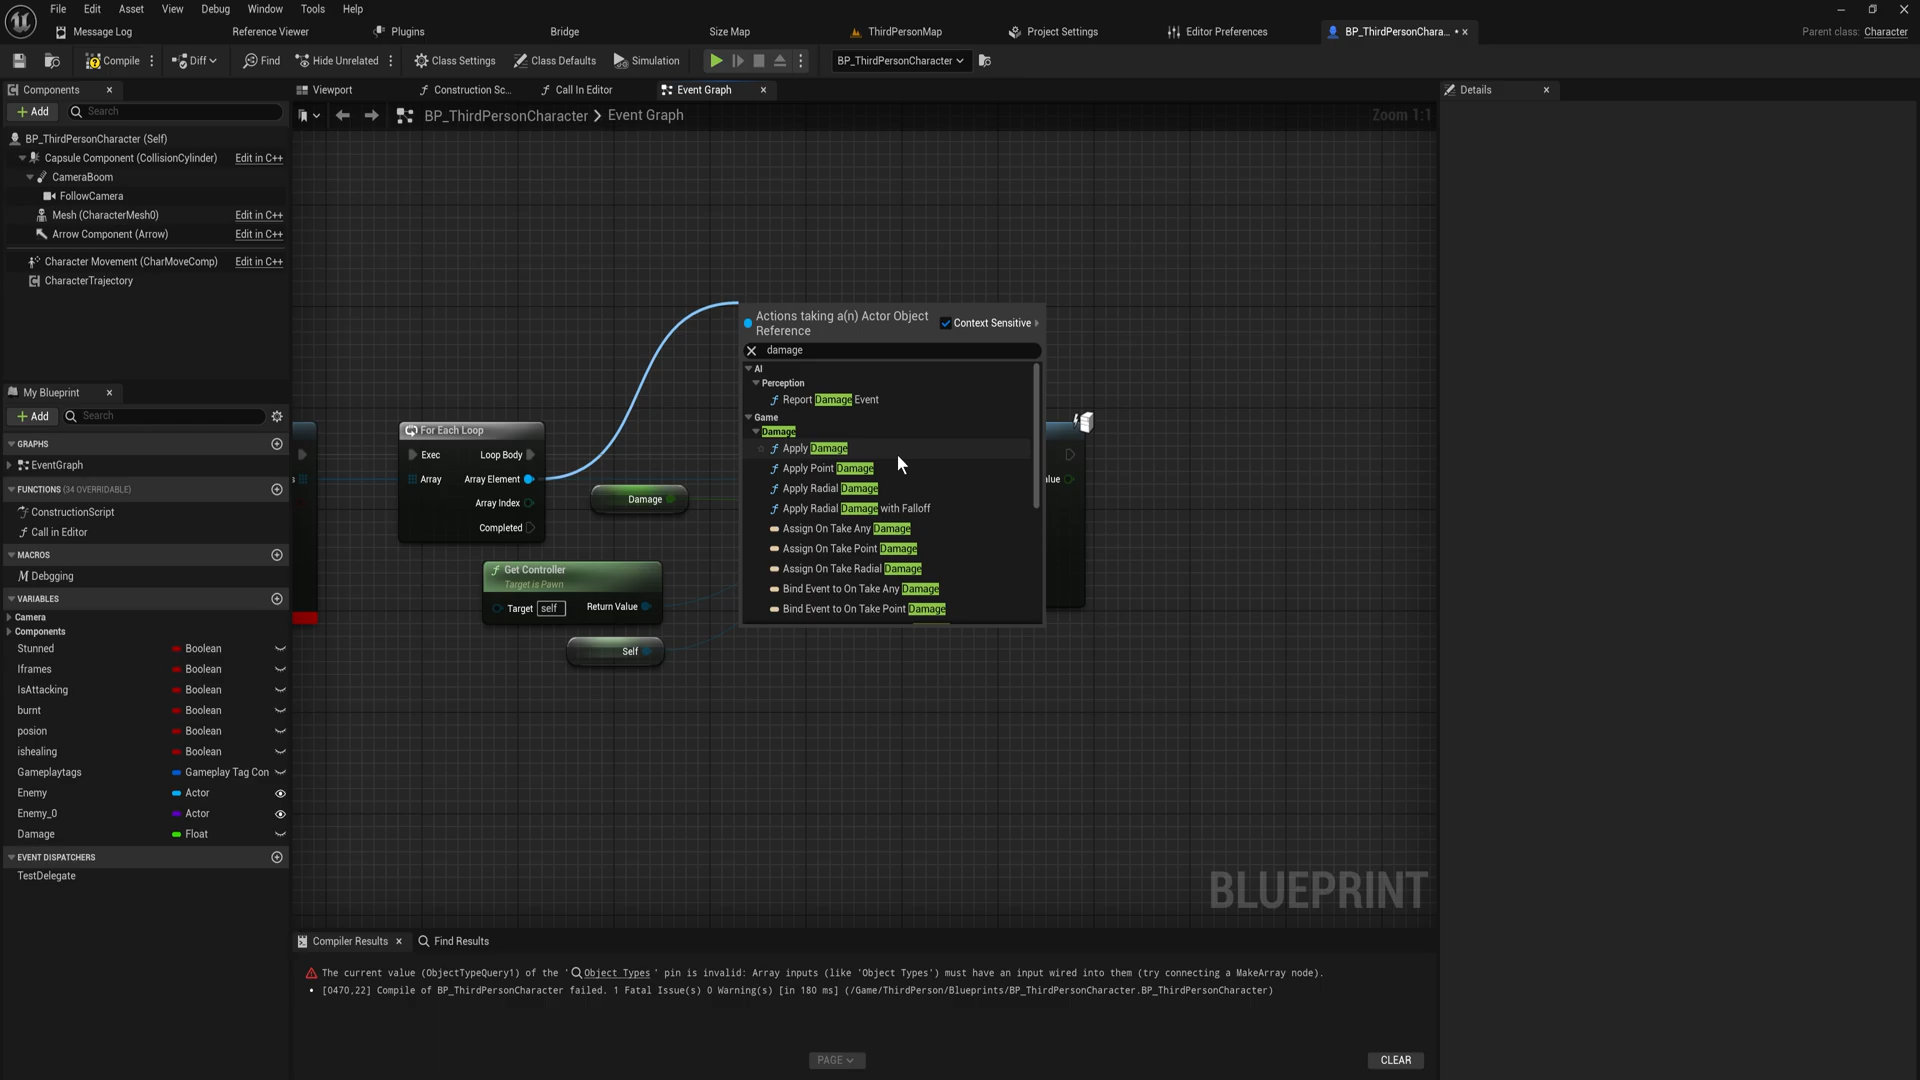 File Edit Asset View Debug Window Tools Help
Message Log Reference Viewer Plugins Bridge Size Map ThirdPersonMap Project Settings Editor Preferences BP_ThirdPersonChara... •
Parent class: Character
Compile Diff Find Hide Unrelated Class Settings Class Defaults Simulation BP_ThirdPersonCharacter
Components
Add Search
BP_ThirdPersonCharacter (Self)
Capsule Component (CollisionCylinder) Edit in C++
CameraBoom
FollowCamera
Mesh (CharacterMesh0) Edit in C++
Arrow Component (Arrow) Edit in C++
Character Movement (CharMoveComp) Edit in C++
CharacterTrajectory
My Blueprint
Add Search
GRAPHS
EventGraph
FUNCTIONS (34 OVERRIDABLE)
ConstructionScript
Call in Editor
MACROS
Debgging
VARIABLES
Camera
Components
Stunned Boolean
Iframes Boolean
IsAttacking Boolean
burnt Boolean
posion Boolean
ishealing Boolean
Gameplaytags Gameplay Tag Con
Enemy Actor
Enemy_0 Actor
Damage Float
EVENT DISPATCHERS
TestDelegate
Viewport Construction Sc... Call In Editor Event Graph
BP_ThirdPersonCharacter > Event Graph
Zoom 1:1
For Each Loop
Exec Loop Body
Array Array Element
Array Index
Completed
Damage
Get Controller
Target is Pawn
Target self Return Value
Self
Actions taking a(n) Actor Object
Reference
Context Sensitive
damage
AI
Perception
Report Damage Event
Game
Damage
Apply Damage
Apply Point Damage
Apply Radial Damage
Apply Radial Damage with Falloff
Assign On Take Any Damage
Assign On Take Point Damage
Assign On Take Radial Damage
Bind Event to On Take Any Damage
Bind Event to On Take Point Damage
BLUEPRINT
Details
Compiler Results Find Results
The current value (ObjectTypeQuery1) of the ' Object Types ' pin is invalid: Array inputs (like 'Object Types') must have an input wired into them (try connecting a MakeArray node).
• [0470,22] Compile of BP_ThirdPersonCharacter failed. 1 Fatal Issue(s) 0 Warning(s) [in 180 ms] (/Game/ThirdPerson/Blueprints/BP_ThirdPersonCharacter.BP_ThirdPersonCharacter)
PAGE
CLEAR